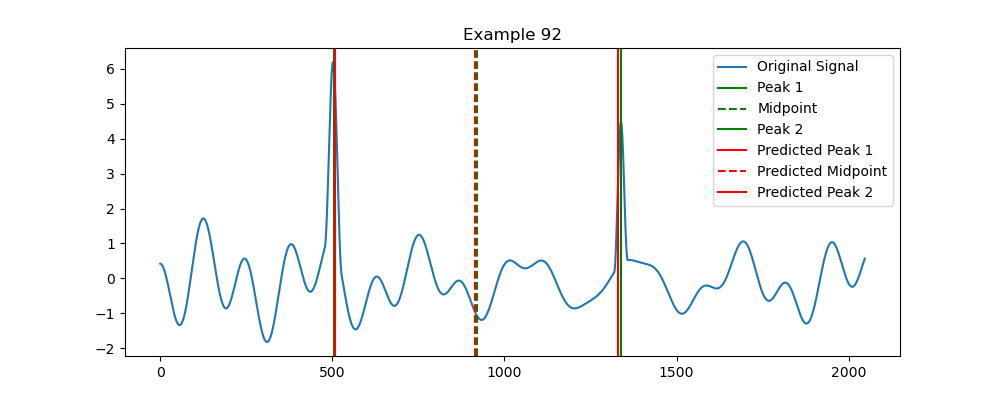 Example 92
Original Signal
Peak 1
Midpoint
Peak 2
Predicted Peak 1
Predicted Midpoint
Predicted Peak 2
6
5
4
3
2
1
0
−1
−2
0 500 1000 1500 2000